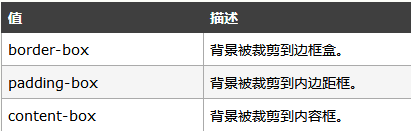 值 描述
border-box 背景被裁剪到边框盒。
padding-box 背景被裁剪到内边距框。
content-box 背景被裁剪到内容框。